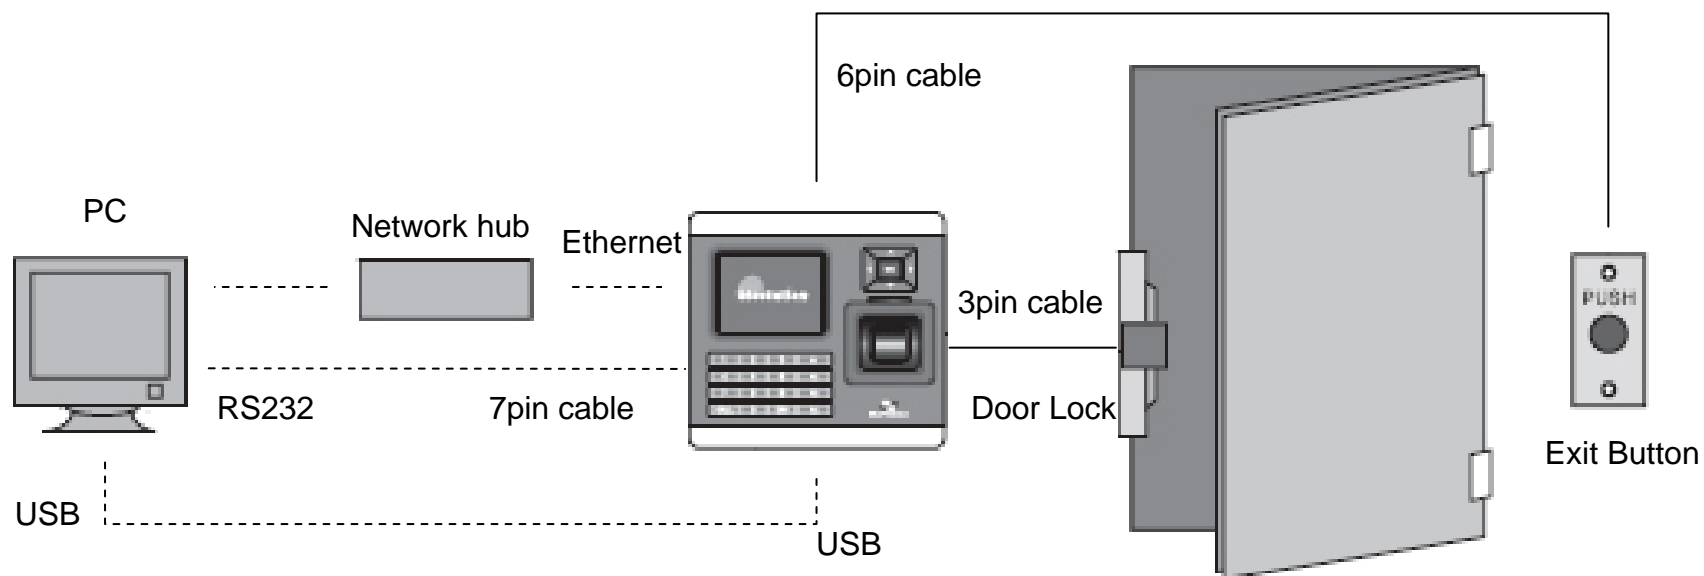 6pin cable
PC
Network hub
Ethernet
3pin cable
PUSH
RS232
7pin cable
Door Lock
Exit Button
USB
USB